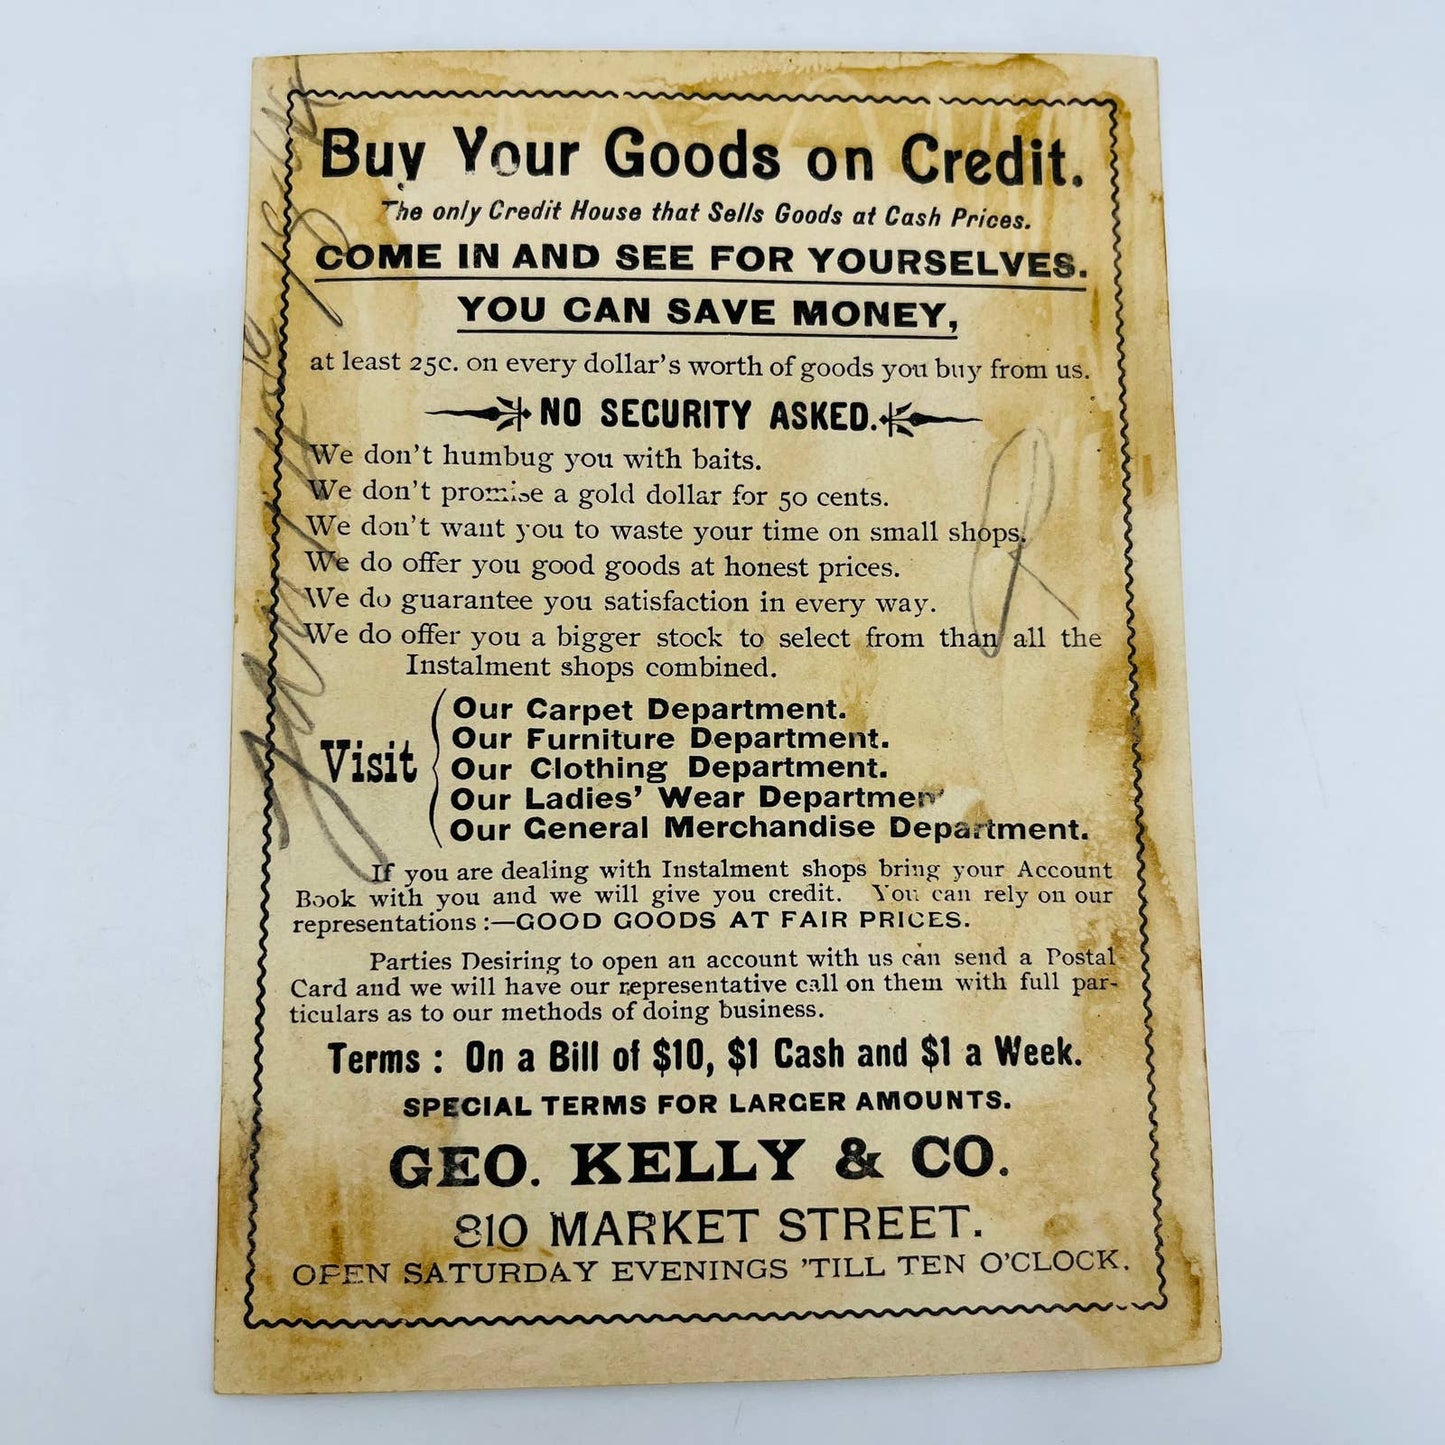 Buy Your Goods on Credit.
The only Credit House that Sells Goods at Cash Prices.
COME IN AND SEE FOR YOURSELVES.
YOU CAN SAVE MONEY,
at least 25c. on every dollar's worth of goods you buy from us.
NO SECURITY ASKED.
We don't humbug you with baits.
We don't promise a gold dollar for 50 cents.
We don't want you to waste your time on small shops.
We do offer you good goods at honest prices.
We do guarantee you satisfaction in every way.
We do offer you a bigger stock to select from than all the
Instalment shops combined.
Visit
Our Carpet Department.
Our Furniture Department.
Our Clothing Department.
Our Ladies' Wear Department
Our General Merchandise Department.
If you are dealing with Instalment shops bring your Account
Book with you and we will give you credit. You can rely on our
representations:—GOOD GOODS AT FAIR PRICES.
Parties Desiring to open an account with us can send a Postal
Card and we will have our representative call on them with full par-
ticulars as to our methods of doing business.
Terms: On a Bill of $10, $1 Cash and $1 a Week.
SPECIAL TERMS FOR LARGER AMOUNTS.
GEO. KELLY & CO.
810 MARKET STREET.
OPEN SATURDAY EVENINGS 'TILL TEN O'CLOCK.